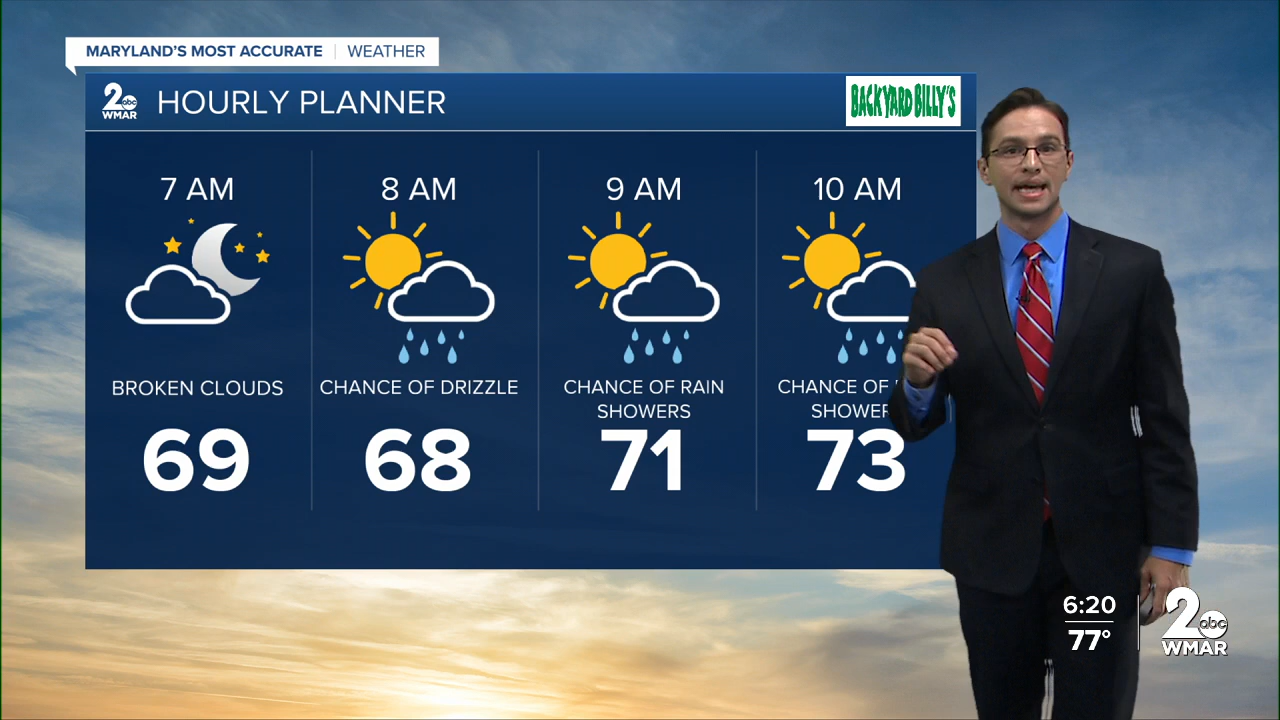 MARYLAND'S MOST ACCURATE | WEATHER
2 abc WMAR
HOURLY PLANNER
BACKYARD BILLY'S
7 AM
BROKEN CLOUDS
69
8 AM
CHANCE OF DRIZZLE
68
9 AM
CHANCE OF RAIN
SHOWERS
71
10 AM
CHANCE OF
73
6:20
77°
2 abc
WMAR